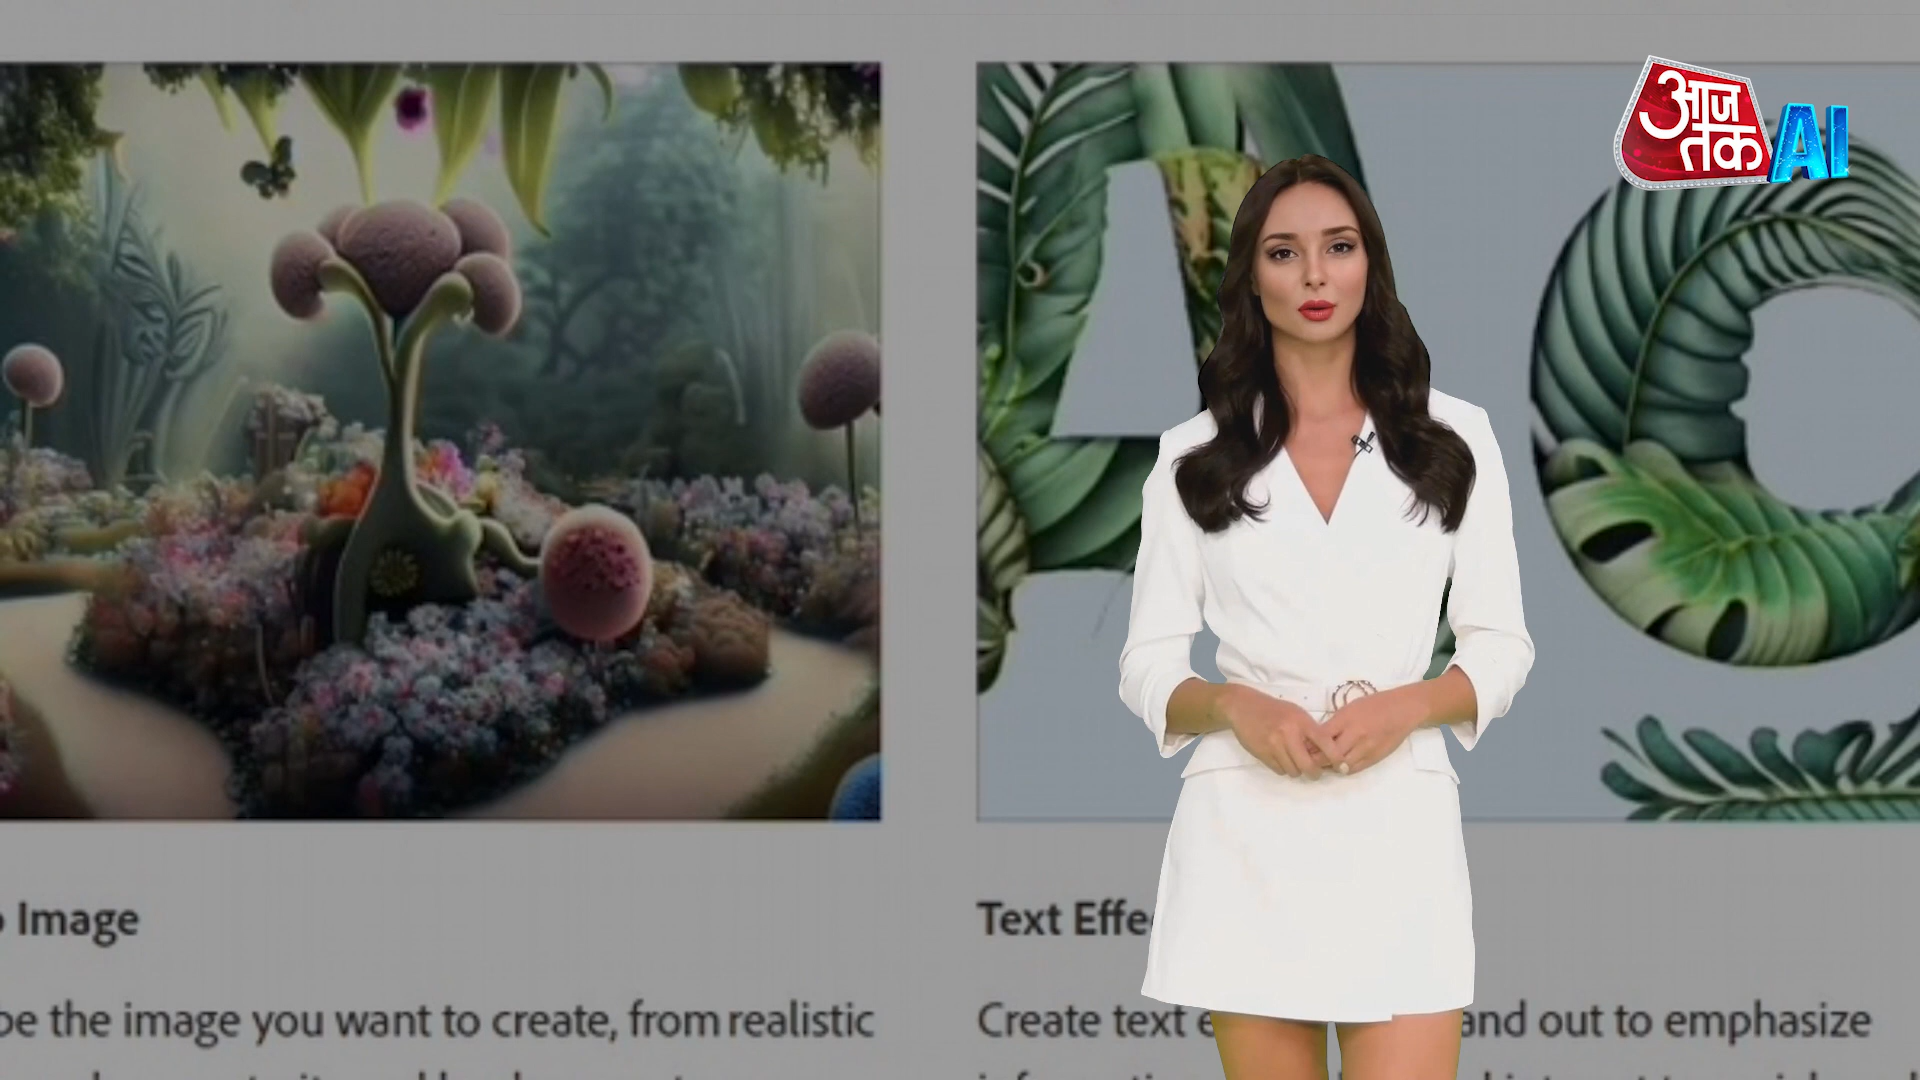 आज
तक AI
Image
Text Effe
be the image you want to create, from realistic
Create text e
and out to emphasize